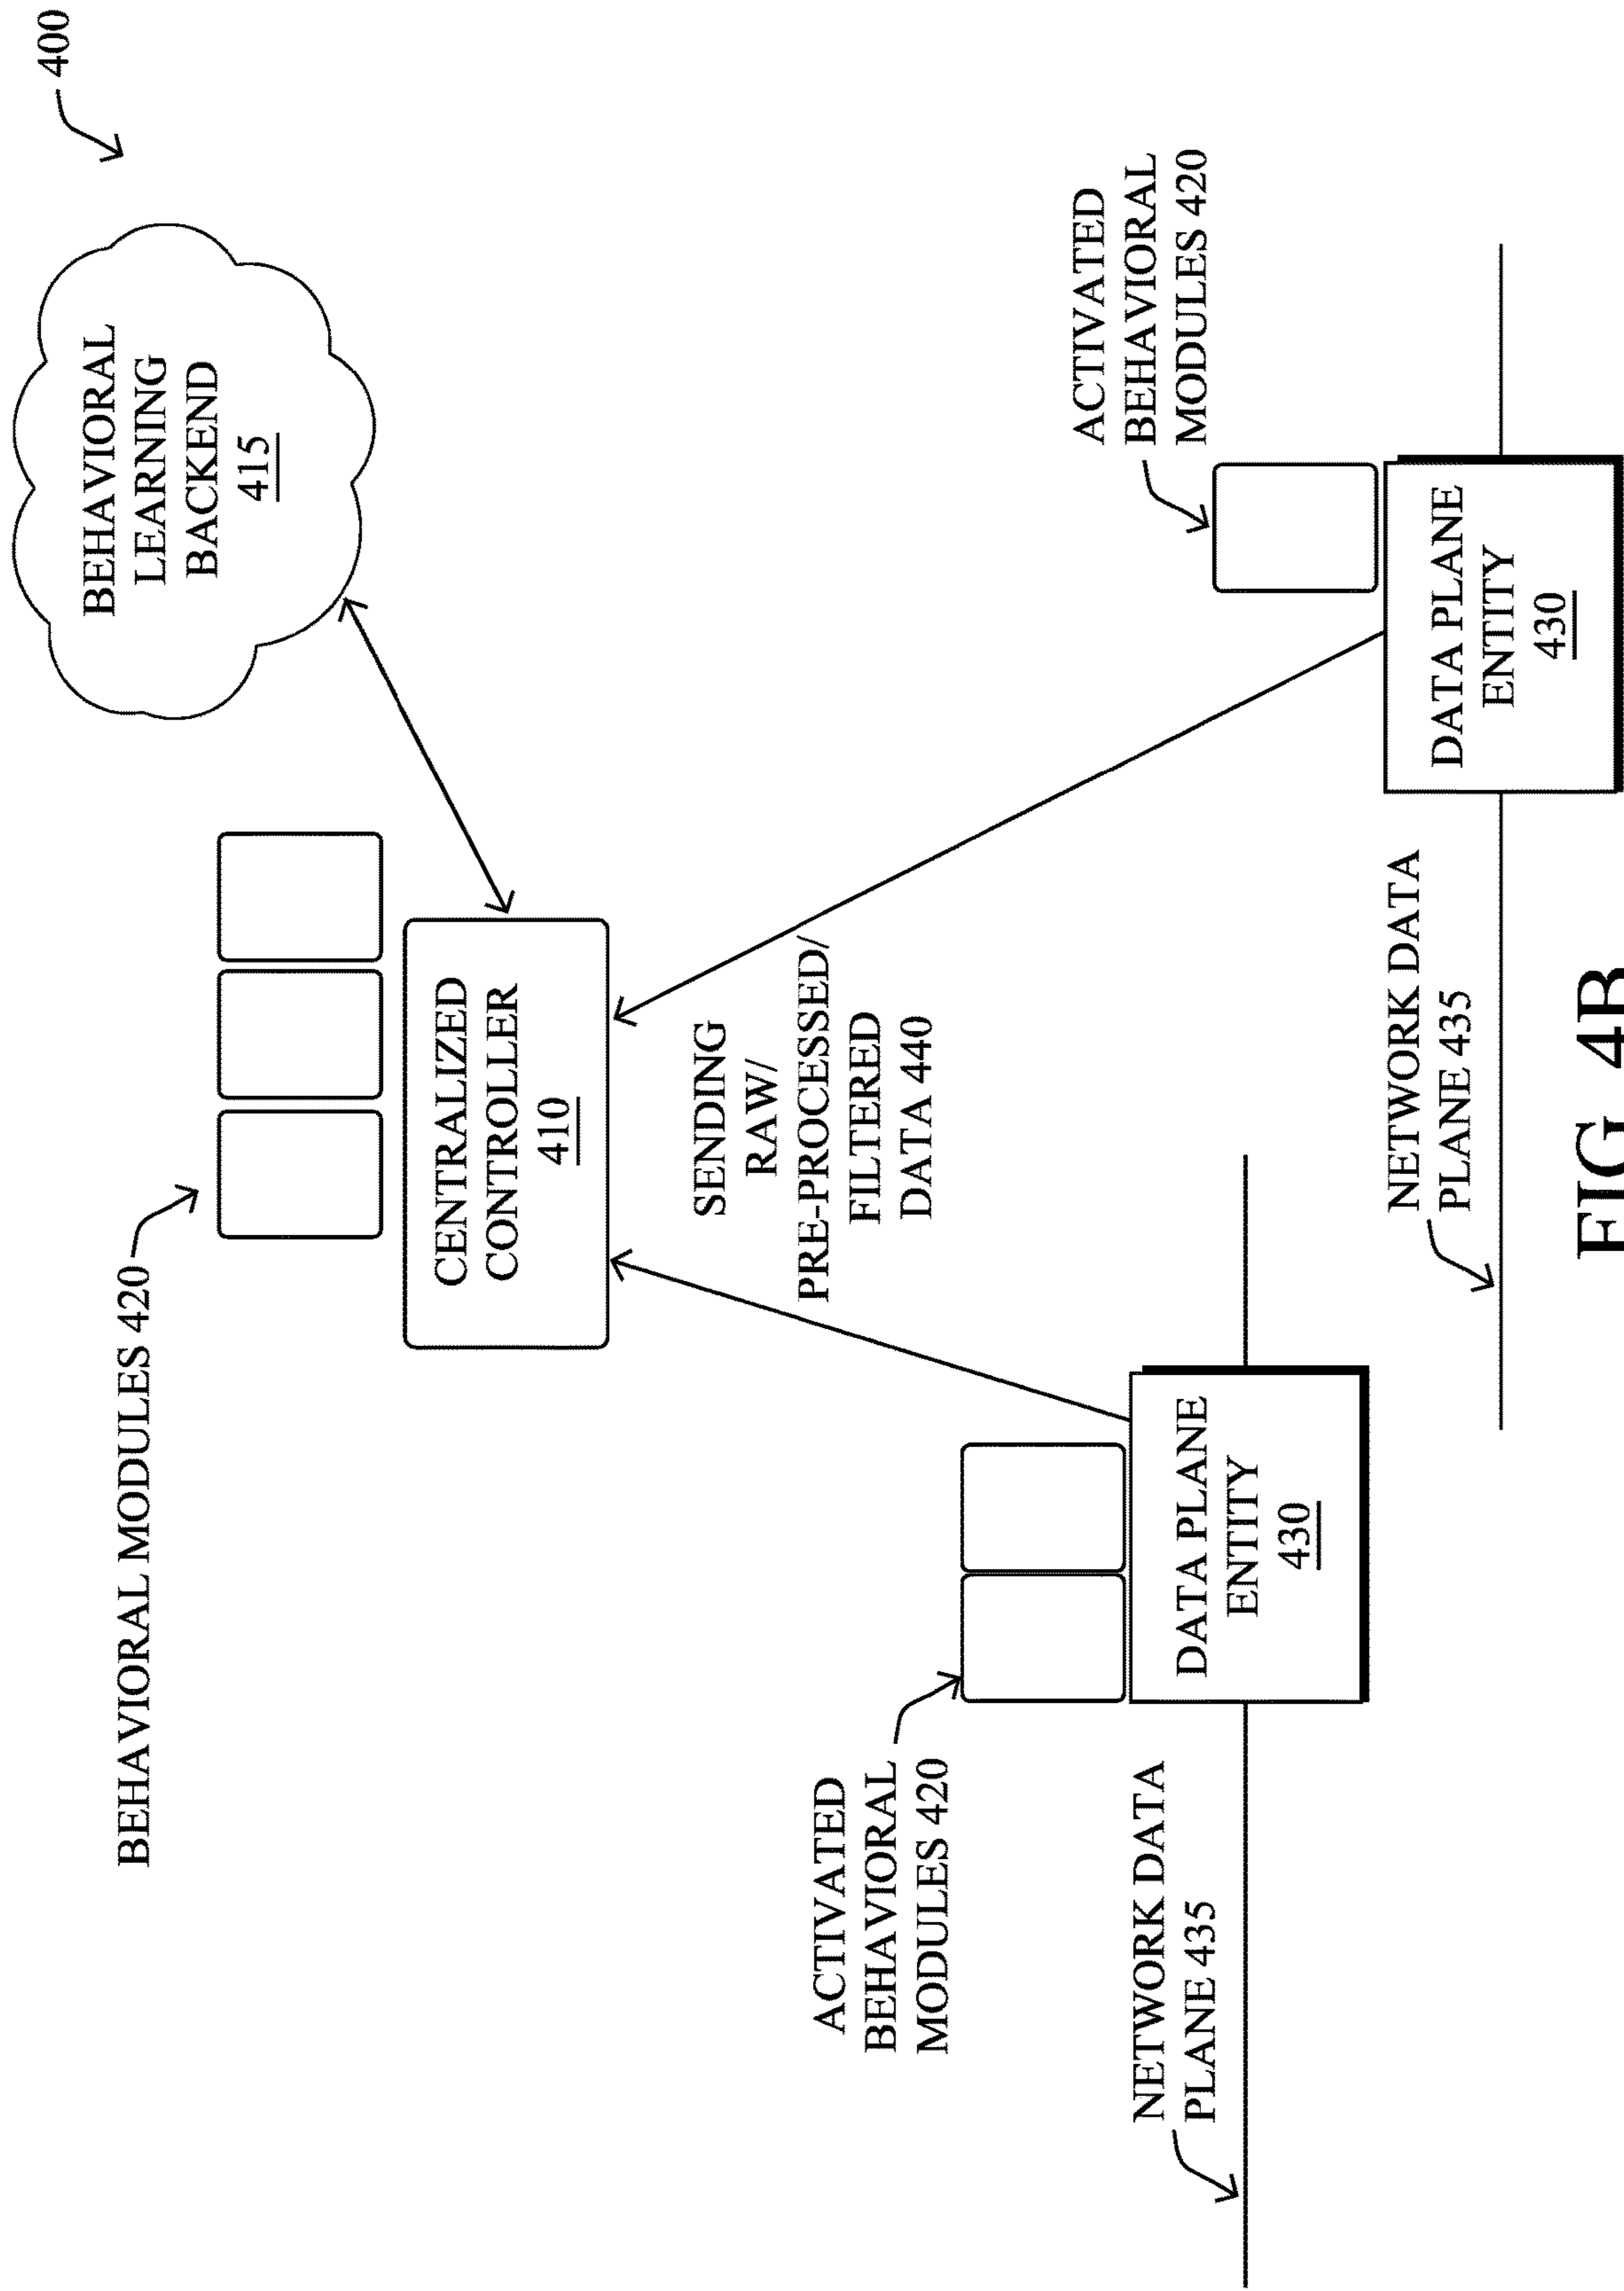 400
BEHAVIORAL
LEARNING
BACKEND
415
BEHAVIORAL MODULES 420
CENTRALIZED
CONTROLLER
410
SENDING
RAW/
PRE-PROCESSED/
FILTERED
DATA 440
ACTIVATED
BEHAVIORAL
MODULES 420
DATA PLANE
ENTITY
430
NETWORK DATA
PLANE 435
ACTIVATED
BEHAVIORAL
MODULES 420
DATA PLANE
ENTITY
430
NETWORK DATA
PLANE 435
FIG. 4B